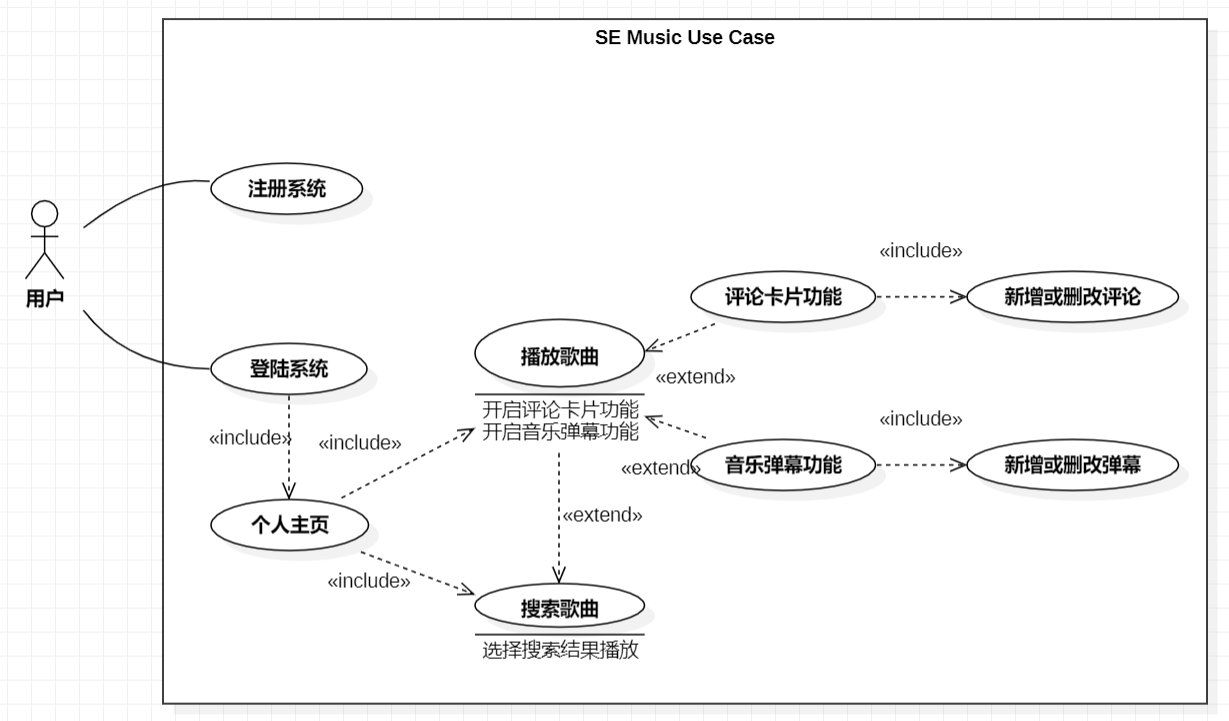 SE Music Use Case
注册系统
用户
登陆系统
«include»
«include»
个人主页
«include»
播放歌曲
开启评论卡片功能
开启音乐弹幕功能
«extend»
搜索歌曲
选择搜索结果播放
评论卡片功能
«extend»
«include»
新增或删改评论
«extend»
音乐弹幕功能
«include»
新增或删改弹幕